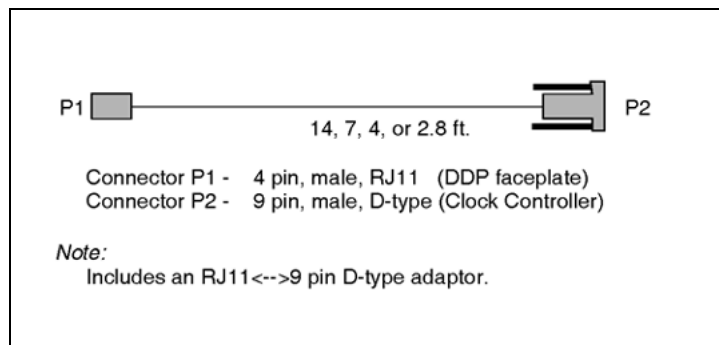 P1 P2
14, 7, 4, or 2.8 ft.
Connector P1 - 4 pin, male, RJ11 (DDP faceplate)
Connector P2 - 9 pin, male, D-type (Clock Controller)
Note:
Includes an RJ11<-->9 pin D-type adaptor.